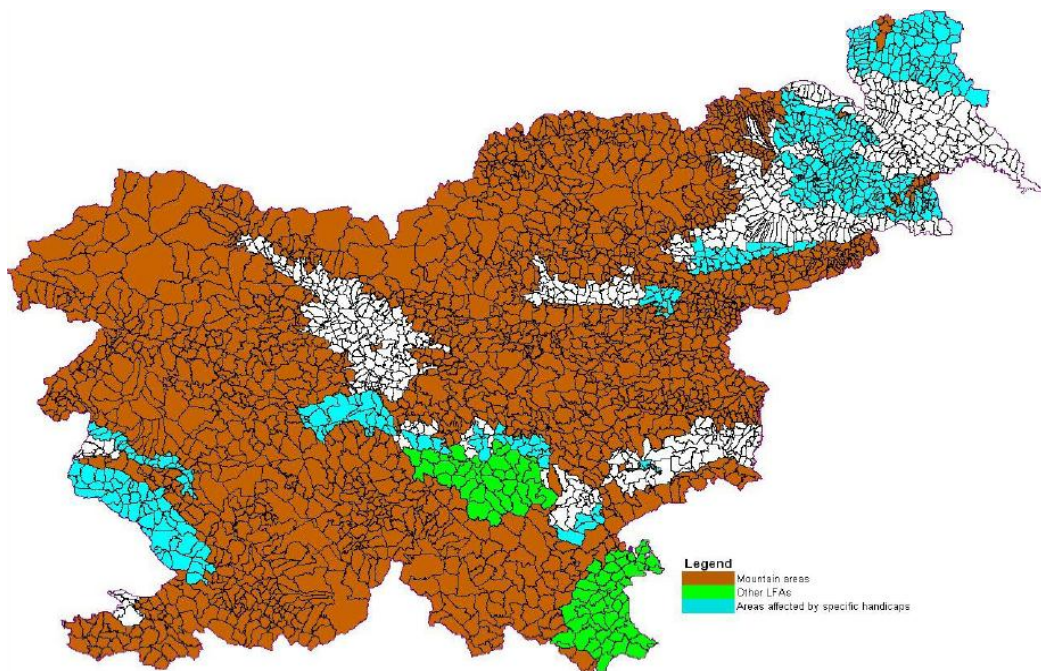 Legend
Mountain areas
Other LFAs
Areas affected by specific handicaps